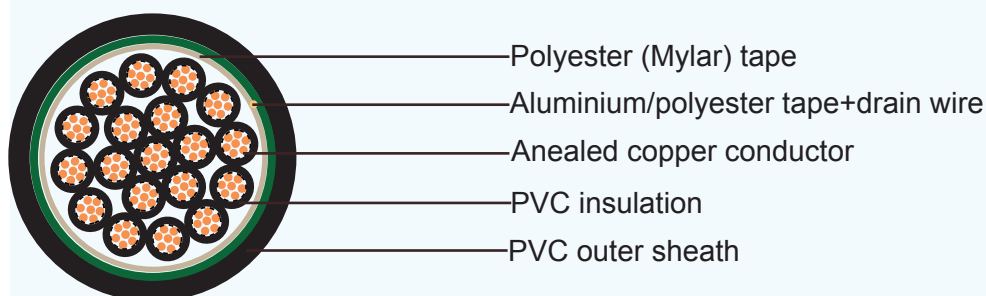 Polyester (Mylar) tape
Aluminium/polyester tape+drain wire
Anealed copper conductor
PVC insulation
PVC outer sheath